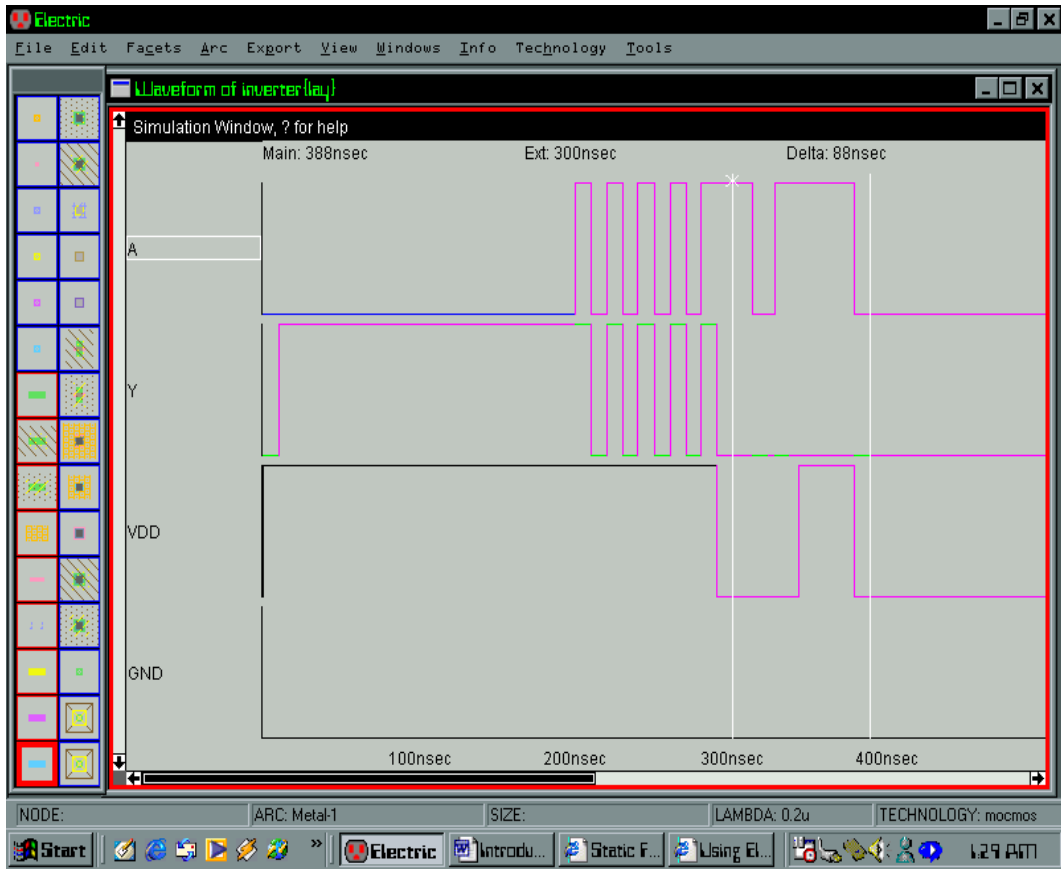 Electric
File Edit Facets Arc Export View Windows Info Technology Tools
Waveform of inverter{lay}
Simulation Window, ? for help
Main: 388nsec Ext: 300nsec Delta: 88nsec
A
Y
VDD
GND
100nsec 200nsec 300nsec 400nsec
NODE: ARC: Metal-1 SIZE: LAMBDA: 0.2u TECHNOLOGY: mocmos
Start » Electric Introdu... Static F... Using El... 1:29 AM